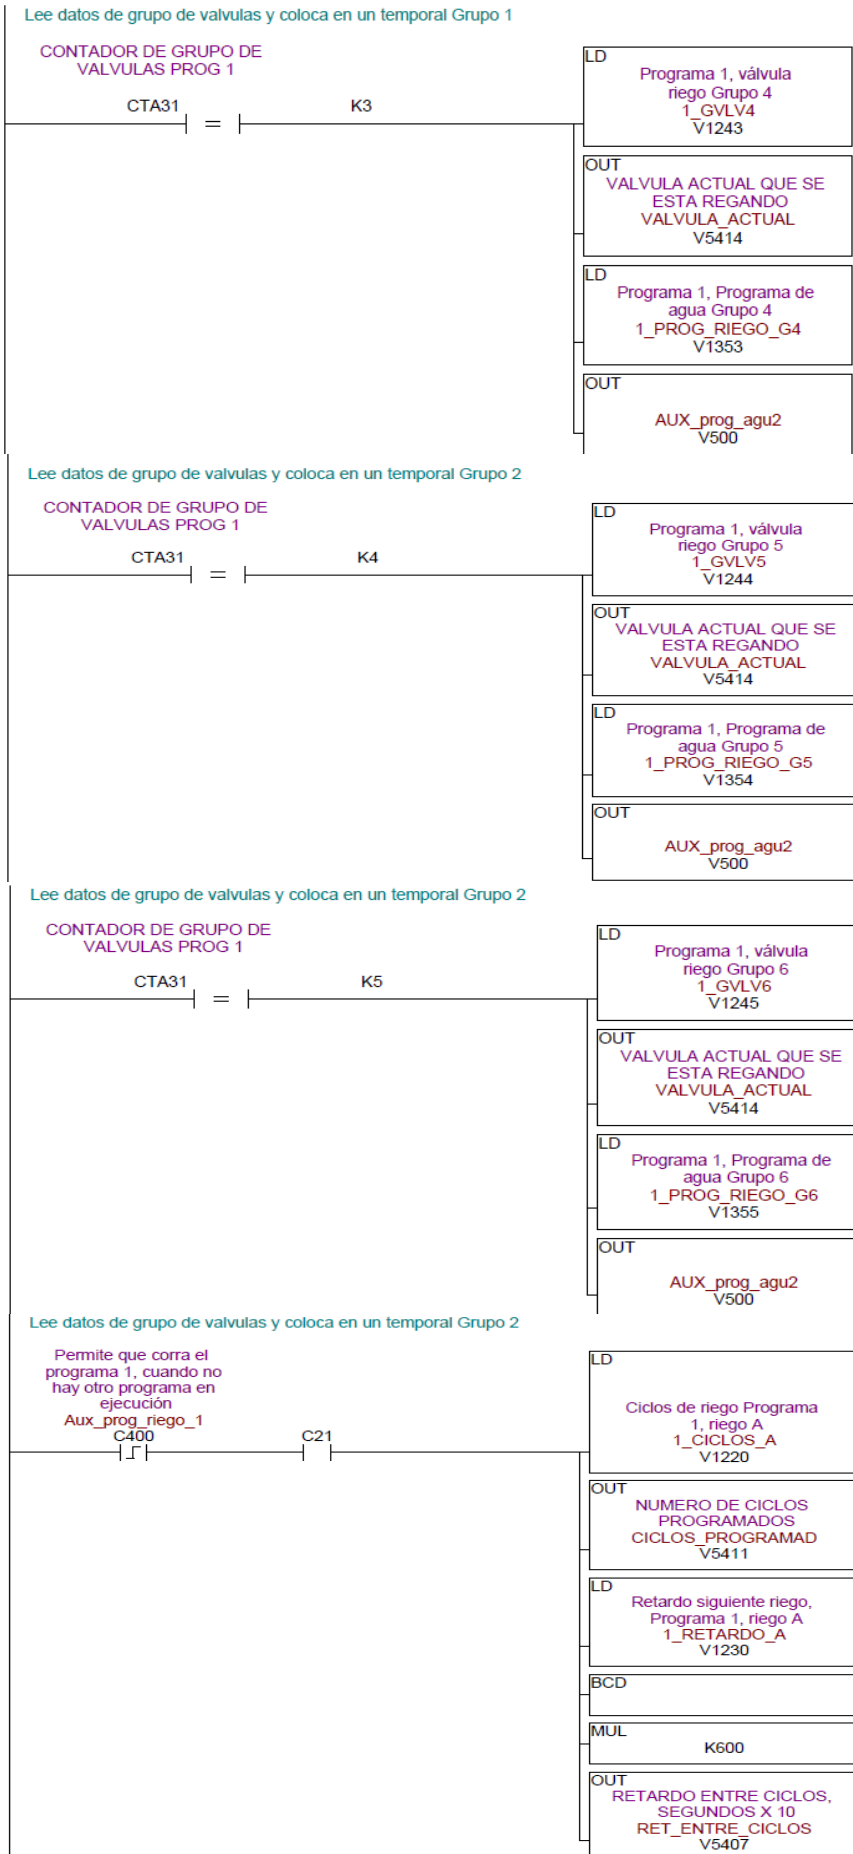 Lee datos de grupo de valvulas y coloca en un temporal Grupo 1
CONTADOR DE GRUPO DE
VALVULAS PROG 1
CTA31 = K3
LD
Programa 1, válvula
riego Grupo 4
1_GVLV4
V1243
OUT
VALVULA ACTUAL QUE SE
ESTA REGANDO
VALVULA_ACTUAL
V5414
LD
Programa 1, Programa de
agua Grupo 4
1_PROG_RIEGO_G4
V1353
OUT
AUX_prog_agu2
V500
Lee datos de grupo de valvulas y coloca en un temporal Grupo 2
CONTADOR DE GRUPO DE
VALVULAS PROG 1
CTA31 = K4
LD
Programa 1, válvula
riego Grupo 5
1_GVLV5
V1244
OUT
VALVULA ACTUAL QUE SE
ESTA REGANDO
VALVULA_ACTUAL
V5414
LD
Programa 1, Programa de
agua Grupo 5
1_PROG_RIEGO_G5
V1354
OUT
AUX_prog_agu2
V500
Lee datos de grupo de valvulas y coloca en un temporal Grupo 2
CONTADOR DE GRUPO DE
VALVULAS PROG 1
CTA31 = K5
LD
Programa 1, válvula
riego Grupo 6
1_GVLV6
V1245
OUT
VALVULA ACTUAL QUE SE
ESTA REGANDO
VALVULA_ACTUAL
V5414
LD
Programa 1, Programa de
agua Grupo 6
1_PROG_RIEGO_G6
V1355
OUT
AUX_prog_agu2
V500
Lee datos de grupo de valvulas y coloca en un temporal Grupo 2
Permite que corra el
programa 1, cuando no
hay otro programa en
ejecución
Aux_prog_riego_1
C400
C21
LD
Ciclos de riego Programa
1, riego A
1_CICLOS_A
V1220
OUT
NUMERO DE CICLOS
PROGRAMADOS
CICLOS_PROGRAMAD
V5411
LD
Retardo siguiente riego,
Programa 1, riego A
1_RETARDO_A
V1230
BCD
MUL
K600
OUT
RETARDO ENTRE CICLOS,
SEGUNDOS X 10
RET_ENTRE_CICLOS
V5407